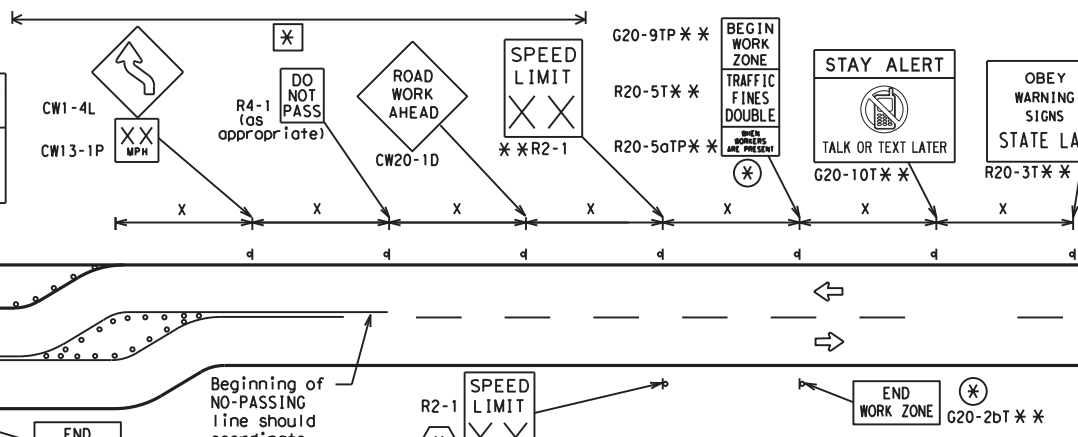 *
CW1-4L
XX
MPH
CW13-1P
R4-1
(as
appropriate)
DO
NOT
PASS
ROAD
WORK
AHEAD
CW20-1D
SPEED
LIMIT
XX
**R2-1
G20-9TP**
BEGIN
WORK
ZONE
R20-5T**
TRAFFIC
FINES
DOUBLE
R20-5aTP**
WHEN
WORKERS
ARE PRESENT
*
STAY ALERT
TALK OR TEXT LATER
G20-10T**
OBEY
WARNING
SIGNS
STATE LA
R20-3T**
X X X X X X X
Beginning of
NO-PASSING
line should
coordinate
R2-1
SPEED
LIMIT
XX
END
WORK ZONE
*
G20-2bT**
END